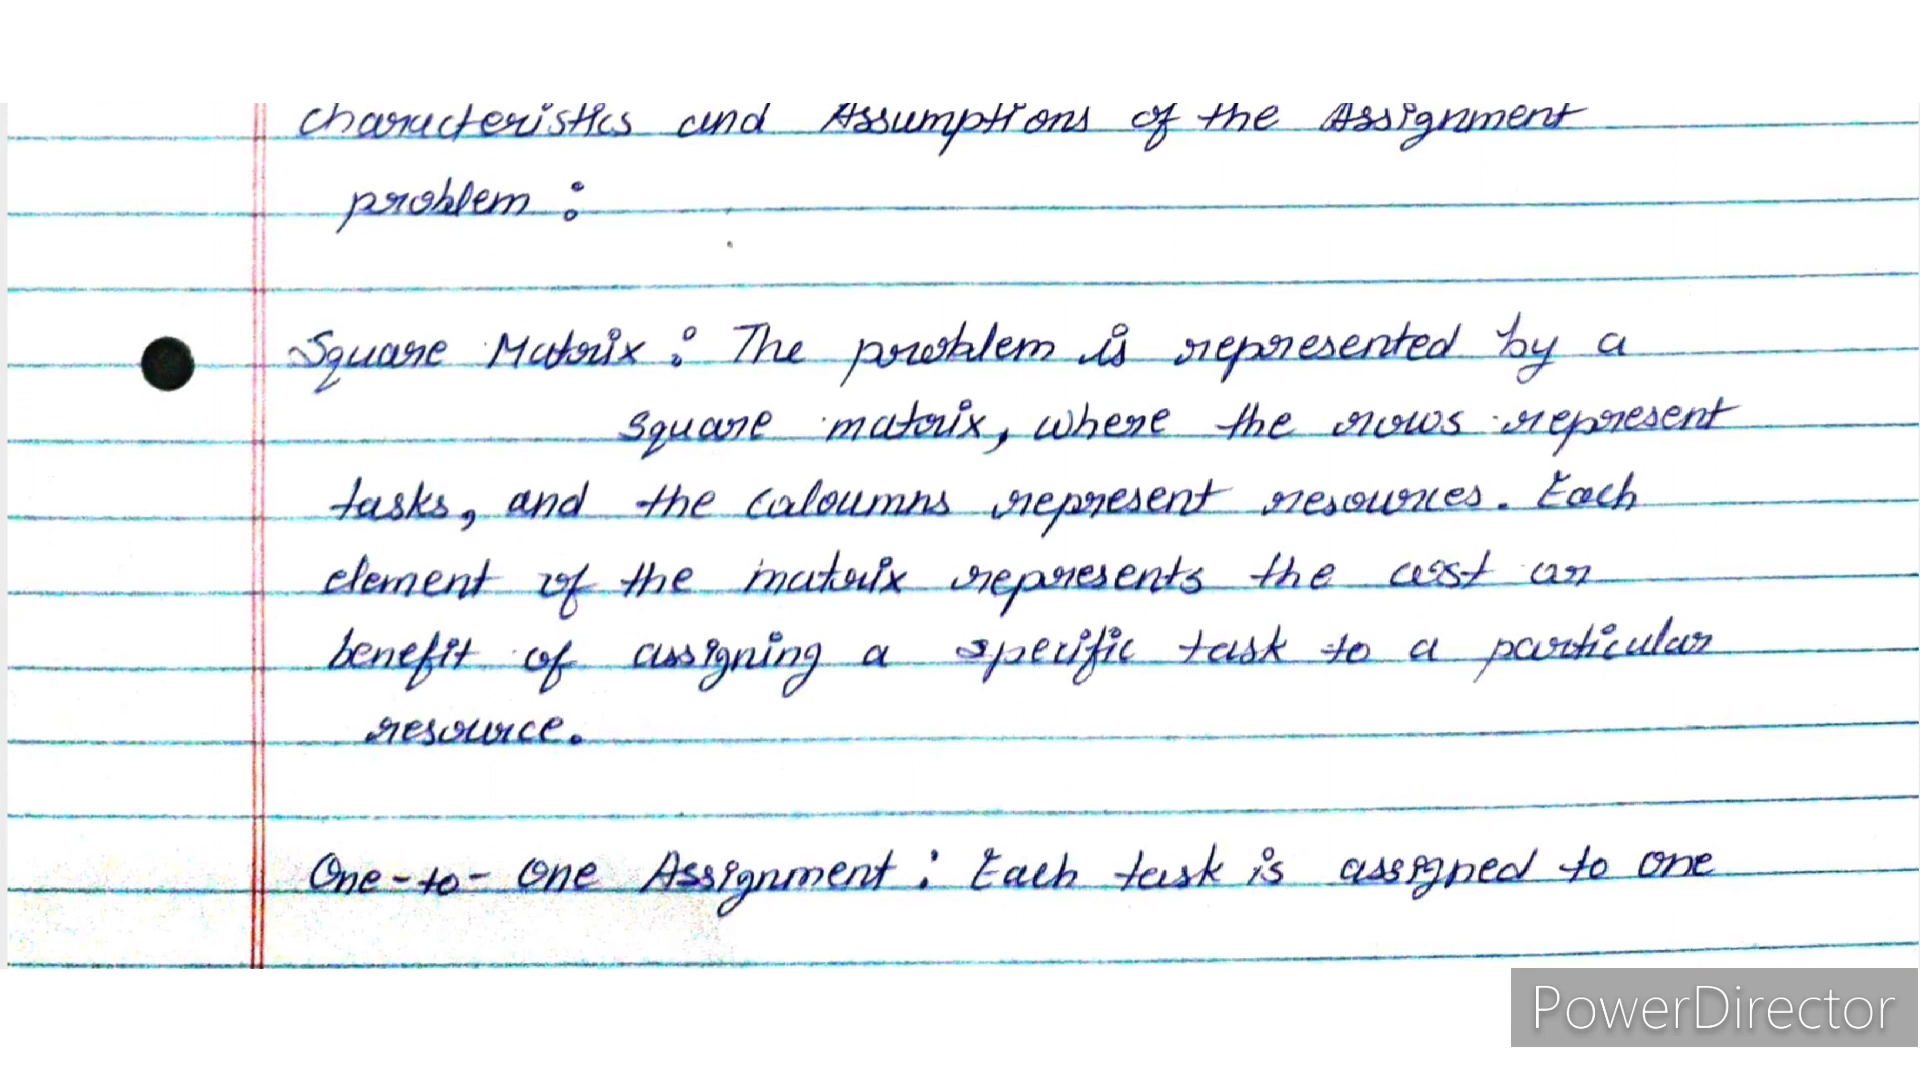 Characteristics and Assumptions of the Assignment
problem :
Square Matrix : The problem is represented by a
square matrix, where the rows represent
tasks, and the caloumns represent resources. Each
element of the matrix represents the cost or
benefit of assigning a specific task to a particular
resource.
One-to-One Assignment : Each task is assigned to one
PowerDirector